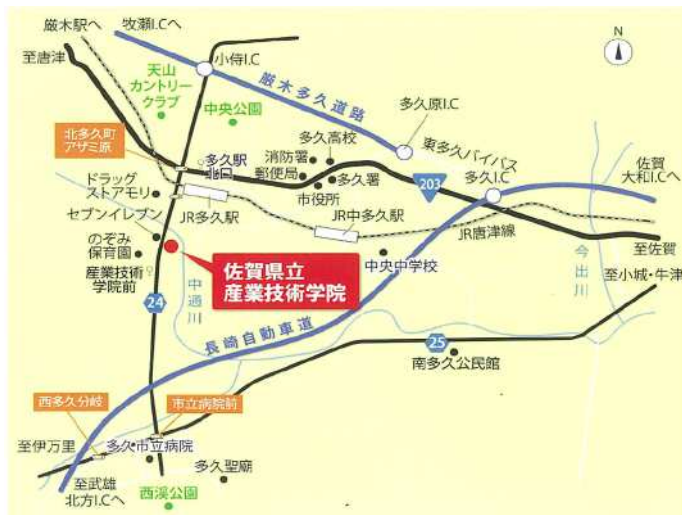 厳木駅へ
牧瀬I.Cへ
至唐津
小侍I.C
N
天山
カントリー
クラブ
中央公園
厳木多久道路
多久原I.C
北多久町
アザミ原
多久駅
北口
消防署
郵便局
多久高校
多久署
市役所
東多久バイパス
多久I.C
佐賀
大和I.Cへ
203
ドラッグ
ストアモリ
セブンイレブン
JR多久駅
JR中多久駅
JR唐津線
のぞみ
保育園
産業技術
学院前
佐賀県立
産業技術学院
中央中学校
今出川
至佐賀
至小城・牛津
24
中通川
長崎自動車道
25
南多久公民館
西多久分岐
市立病院前
至伊万里
多久市立病院
至武雄
北方I.Cへ
多久聖廟
西渓公園